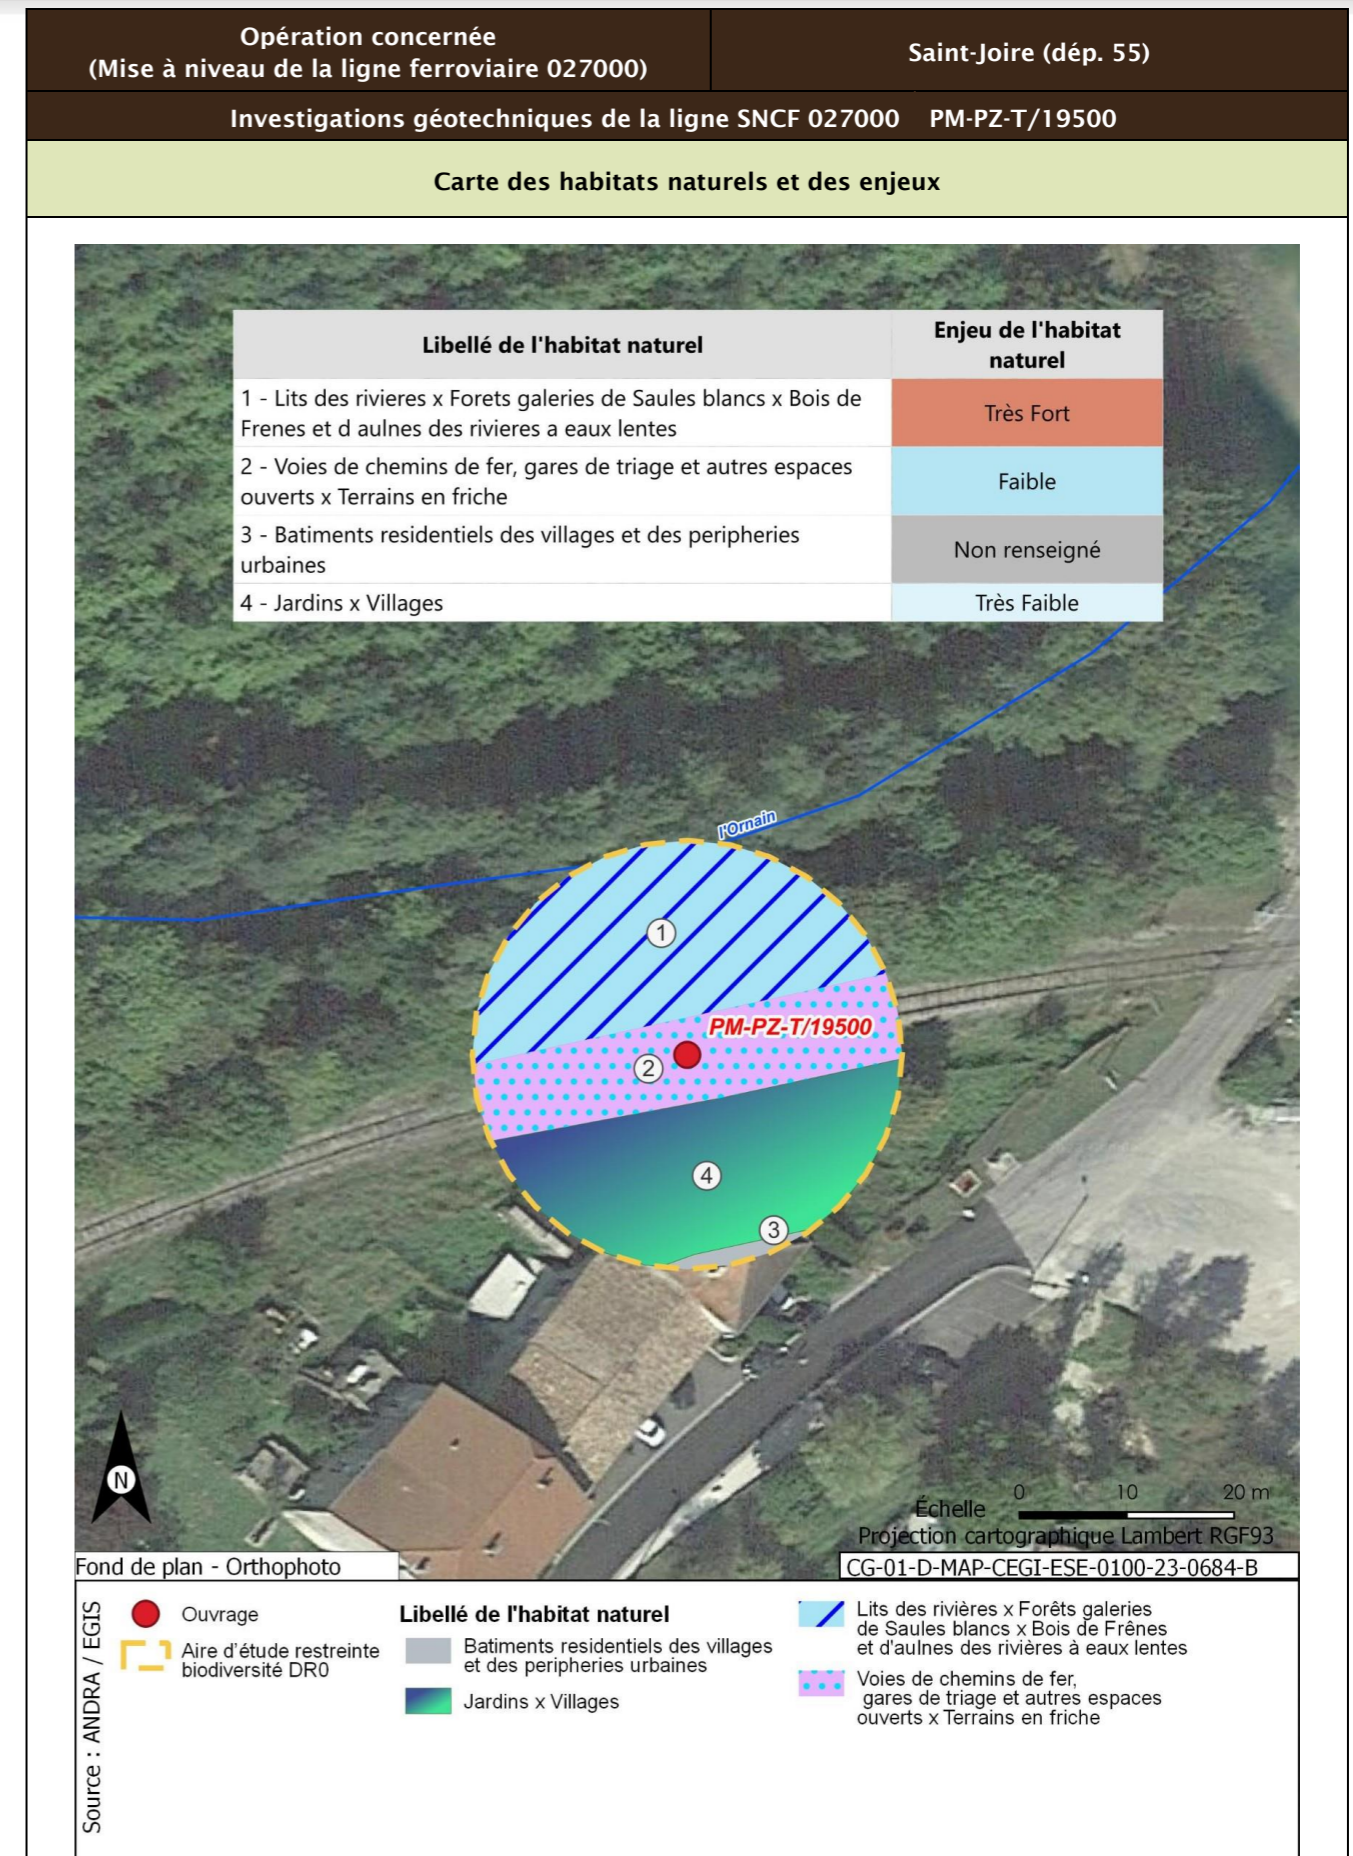 Opération concernée
(Mise à niveau de la ligne ferroviaire 027000)
Saint-Joire (dép. 55)
Investigations géotechniques de la ligne SNCF 027000 PM-PZ-T/19500
Carte des habitats naturels et des enjeux
Libellé de l'habitat naturel
Enjeu de l'habitat
naturel
1 - Lits des rivieres x Forets galeries de Saules blancs x Bois de
Frenes et d aulnes des rivieres a eaux lentes
Très Fort
2 - Voies de chemins de fer, gares de triage et autres espaces
ouverts x Terrains en friche
Faible
3 - Batiments residentiels des villages et des peripheries
urbaines
Non renseigné
4 - Jardins x Villages
Très Faible
l'Ornain
1
PM-PZ-T/19500
2
4
3
N
0 10 20 m
Échelle
Projection cartographique Lambert RGF93
Fond de plan - Orthophoto
CG-01-D-MAP-CEGI-ESE-0100-23-0684-B
Source : ANDRA / EGIS
Ouvrage
Aire d'étude restreinte
biodiversité DR0
Libellé de l'habitat naturel
Batiments residentiels des villages
et des peripheries urbaines
Jardins x Villages
Lits des rivières x Forêts galeries
de Saules blancs x Bois de Frênes
et d'aulnes des rivières à eaux lentes
Voies de chemins de fer,
gares de triage et autres espaces
ouverts x Terrains en friche